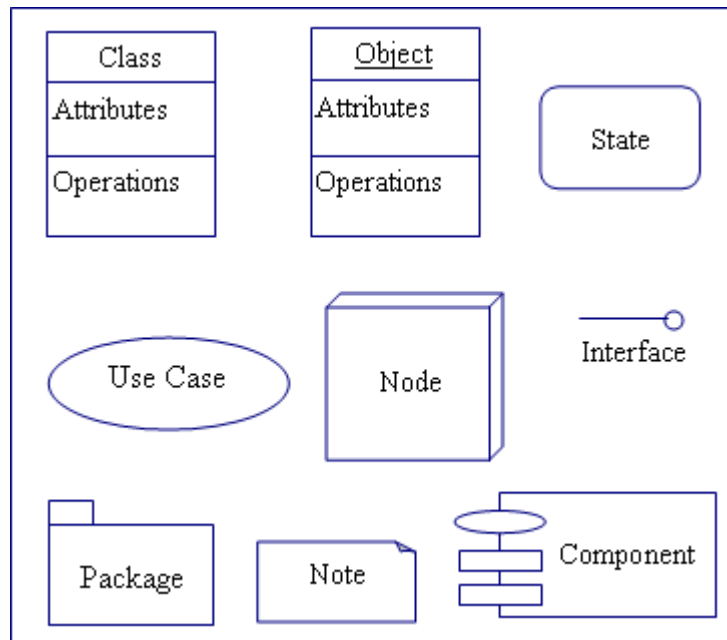 Class
Attributes
Operations
Object
Attributes
Operations
State
Use Case
Node
Interface
Package
Note
Component